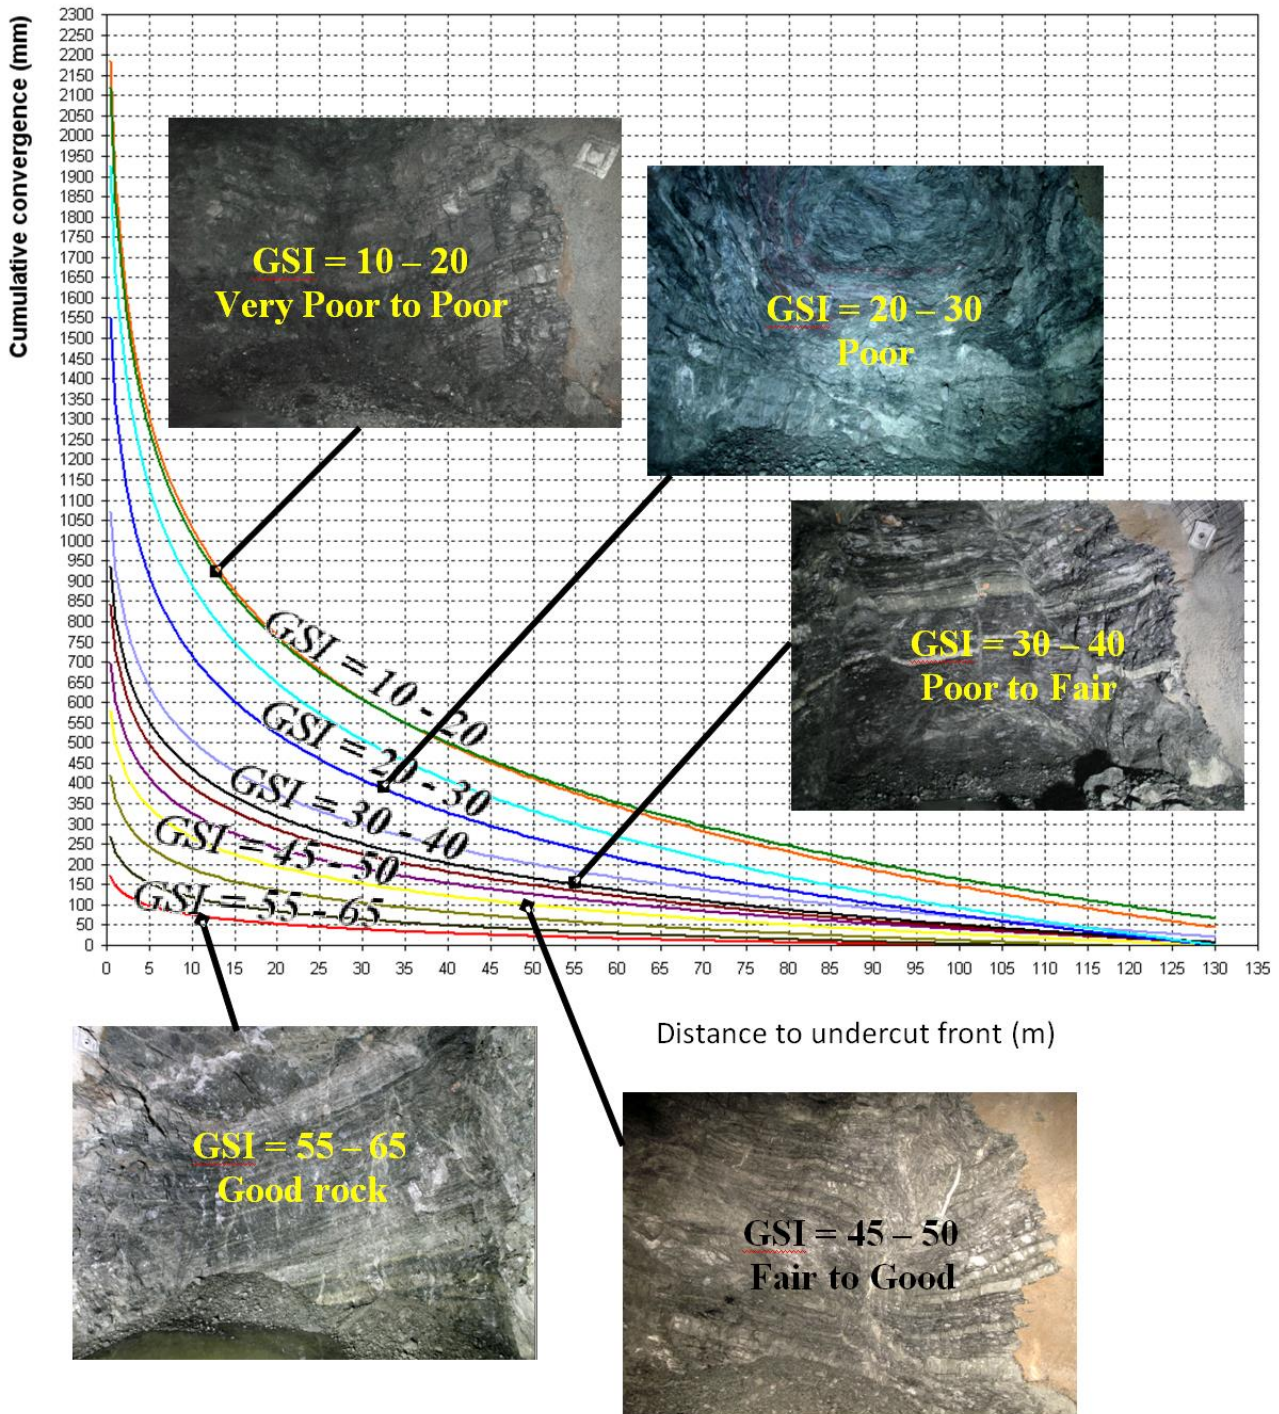 Cumulative convergence (mm)
2300
2250
2200
2150
2100
2050
2000
1950
1900
1850
1800
1750
1700
1650
1600
1550
1500
1450
1400
1350
1300
1250
1200
1150
1100
1050
1000
950
900
850
800
750
700
650
600
550
500
450
400
350
300
250
200
150
100
50
0
GSI = 10 – 20
Very Poor to Poor
GSI = 20 – 30
Poor
GSI = 30 – 40
Poor to Fair
GSI = 10 - 20
GSI = 20 - 30
GSI = 30 - 40
GSI = 45 - 50
GSI = 55 - 65
0 5 10 15 20 25 30 35 40 45 50 55 60 65 70 75 80 85 90 95 100 105 110 115 120 125 130 135
Distance to undercut front (m)
GSI = 55 – 65
Good rock
GSI = 45 – 50
Fair to Good